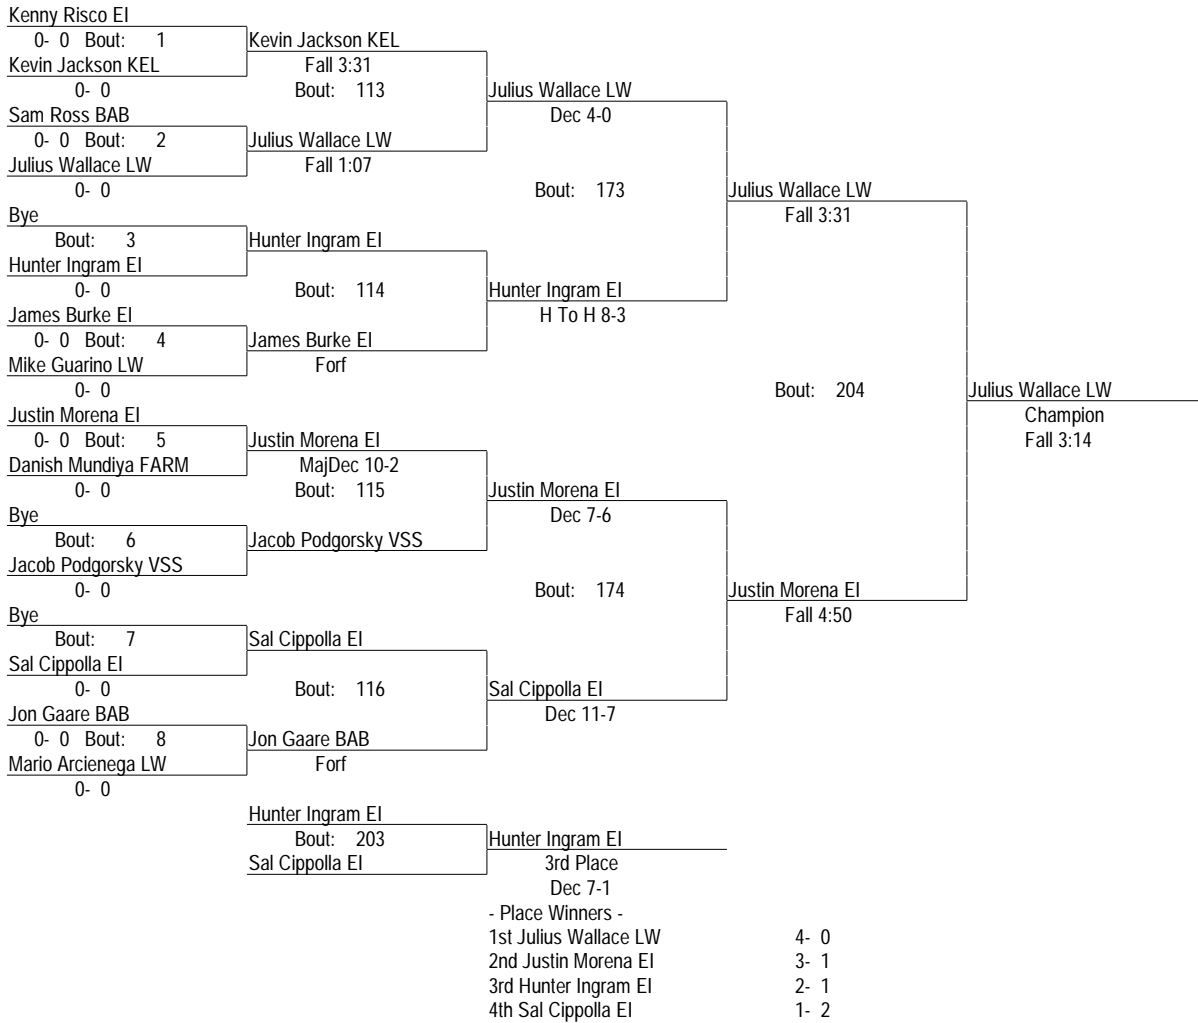 Kenny Risco EI
0- 0 Bout: 1 Kevin Jackson KEL
Kevin Jackson KEL Fall 3:31
0- 0 Bout: 113 Julius Wallace LW
Sam Ross BAB Dec 4-0
0- 0 Bout: 2 Julius Wallace LW
Julius Wallace LW Fall 1:07
0- 0 Bout: 173 Julius Wallace LW
Bye Fall 3:31
Bout: 3 Hunter Ingram EI
Hunter Ingram EI
0- 0 Bout: 114 Hunter Ingram EI
James Burke EI H To H 8-3
0- 0 Bout: 4 James Burke EI
Mike Guarino LW Forf
0- 0 Bout: 204 Julius Wallace LW
Justin Morena EI Champion
0- 0 Bout: 5 Justin Morena EI Fall 3:14
Danish Mundiya FARM MajDec 10-2
0- 0 Bout: 115 Justin Morena EI
Bye Dec 7-6
Bout: 6 Jacob Podgorsky VSS
Jacob Podgorsky VSS
0- 0 Bout: 174 Justin Morena EI
Bye Fall 4:50
Bout: 7 Sal Cippolla EI
Sal Cippolla EI
0- 0 Bout: 116 Sal Cippolla EI
Jon Gaare BAB Dec 11-7
0- 0 Bout: 8 Jon Gaare BAB
Mario Arcienega LW Forf
0- 0
Hunter Ingram EI
Bout: 203 Hunter Ingram EI
Sal Cippolla EI 3rd Place
Dec 7-1
- Place Winners -
1st Julius Wallace LW 4- 0
2nd Justin Morena EI 3- 1
3rd Hunter Ingram EI 2- 1
4th Sal Cippolla EI 1- 2